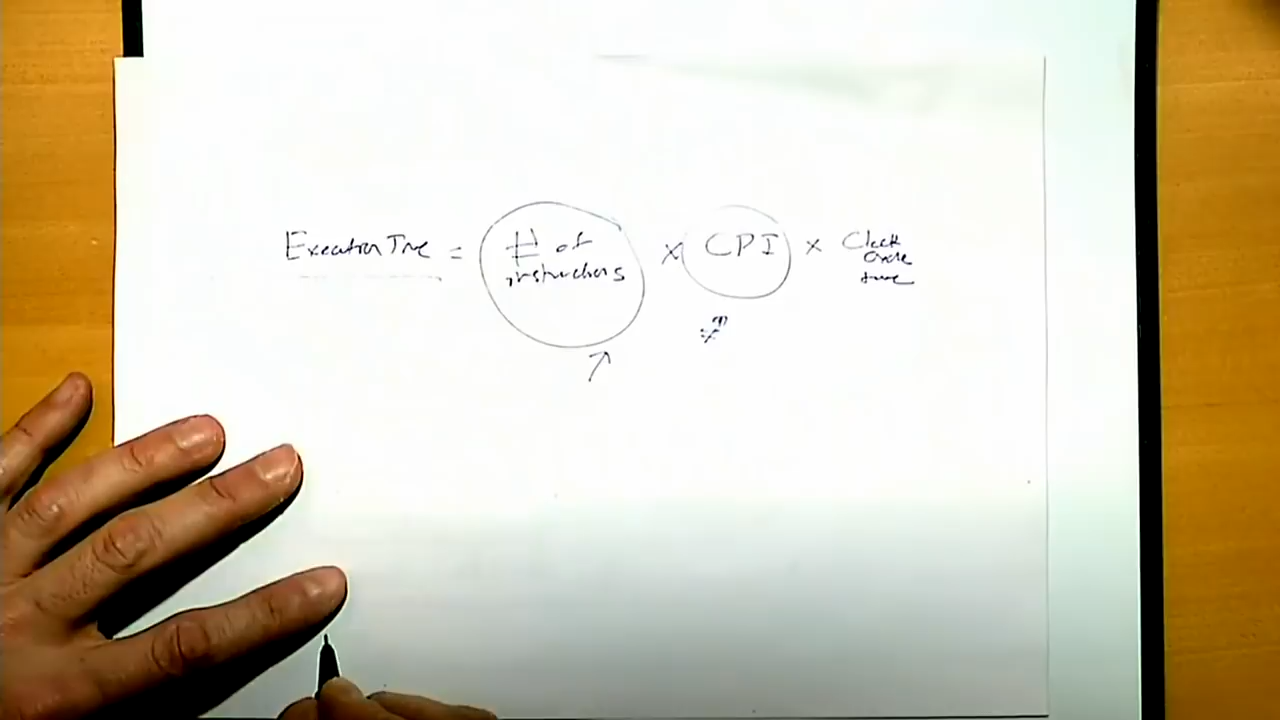 Execution Time = # of instructions × CPI × Clock cycle time